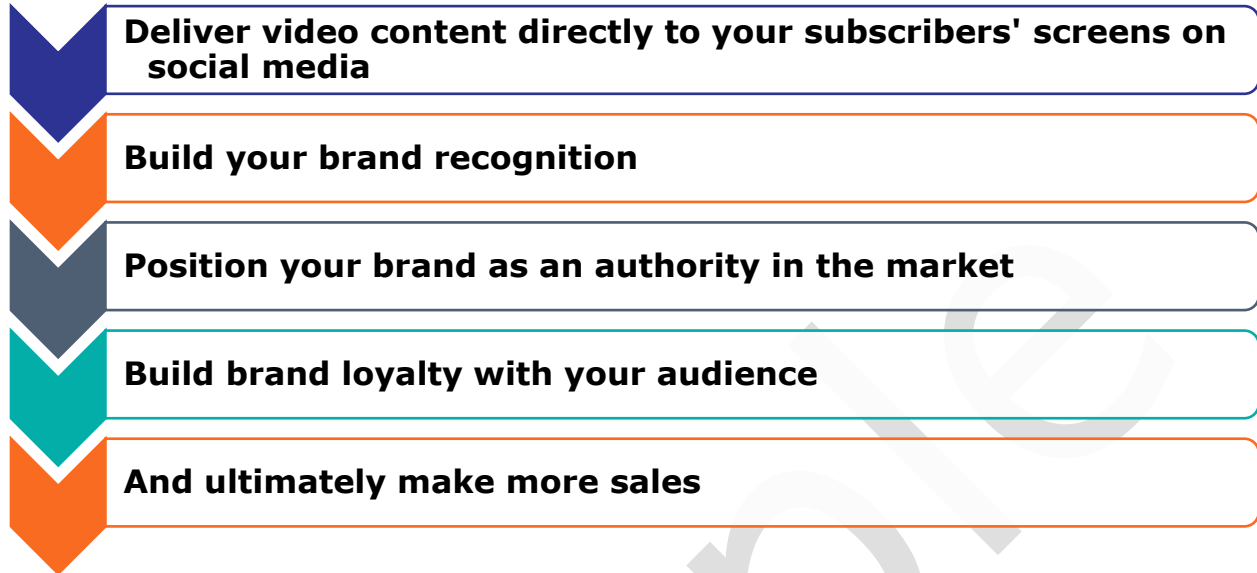 Deliver video content directly to your subscribers' screens on
social media
Build your brand recognition
Position your brand as an authority in the market
Build brand loyalty with your audience
And ultimately make more sales
ple